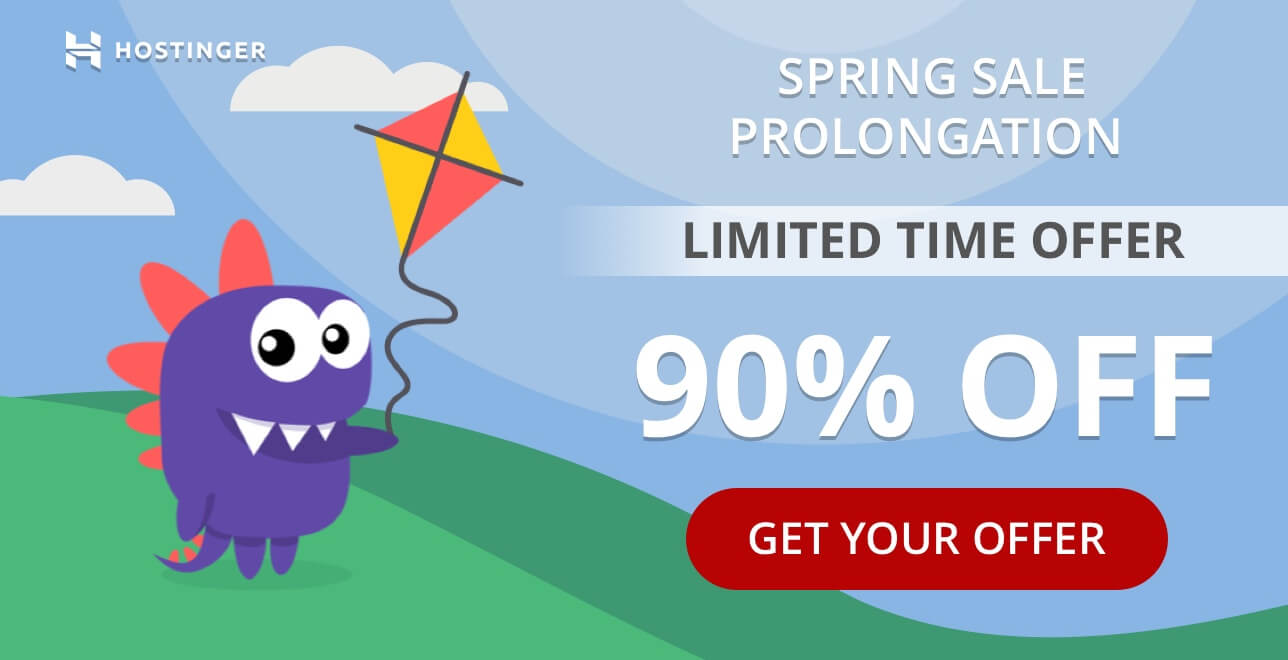 HOSTINGER
SPRING SALE
PROLONGATION
LIMITED TIME OFFER
90% OFF
GET YOUR OFFER